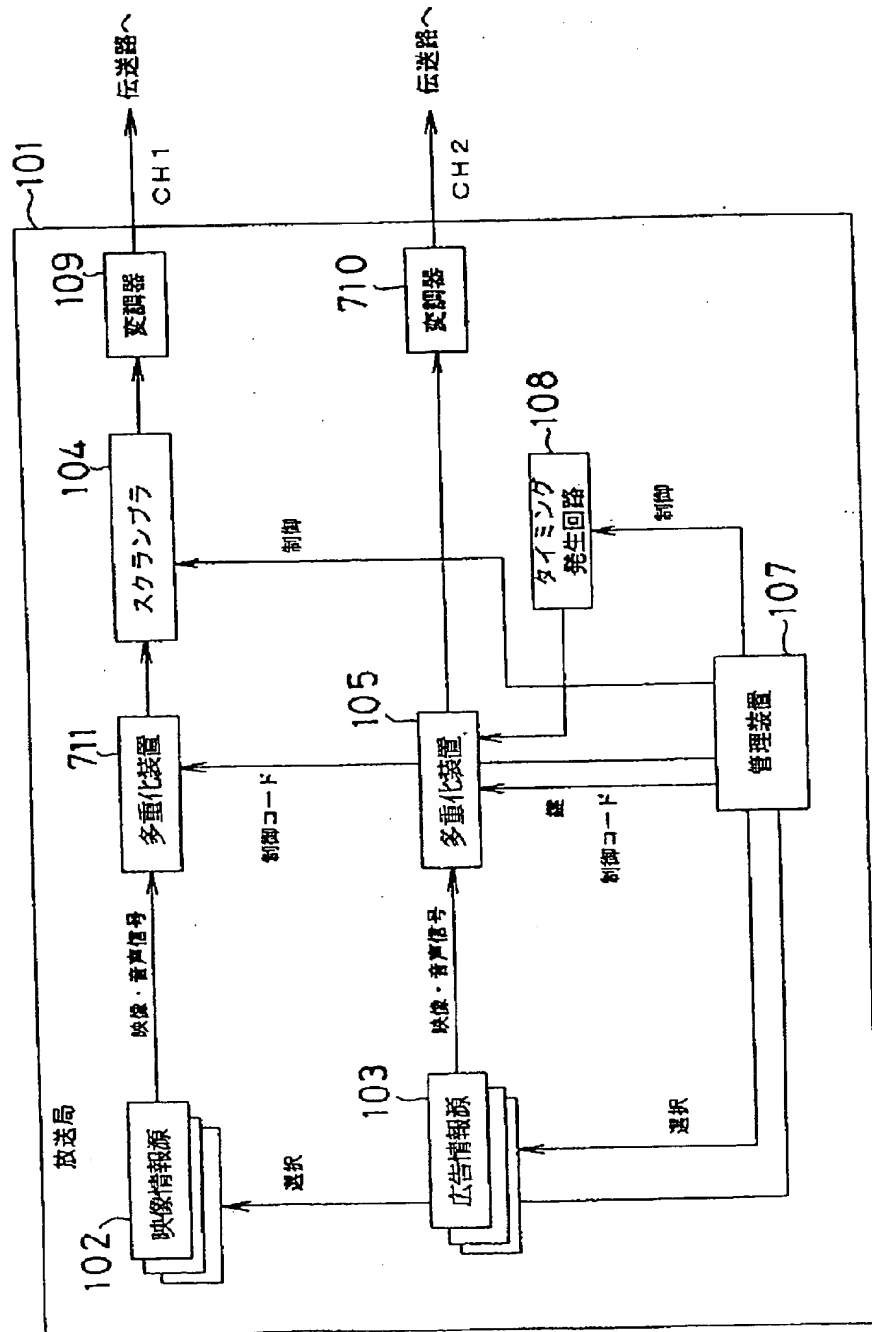 101
放送局
102
映像情報源
映像・音声信号
711
多重化装置
104
スクランブラ
109
変調器
CH1
伝送路へ
選択
制御コード
制御
103
広告情報源
映像・音声信号
105
多重化装置
710
変調器
CH2
伝送路へ
108
タイミング
発生回路
選択
鍵
制御コード
制御
107
管理装置